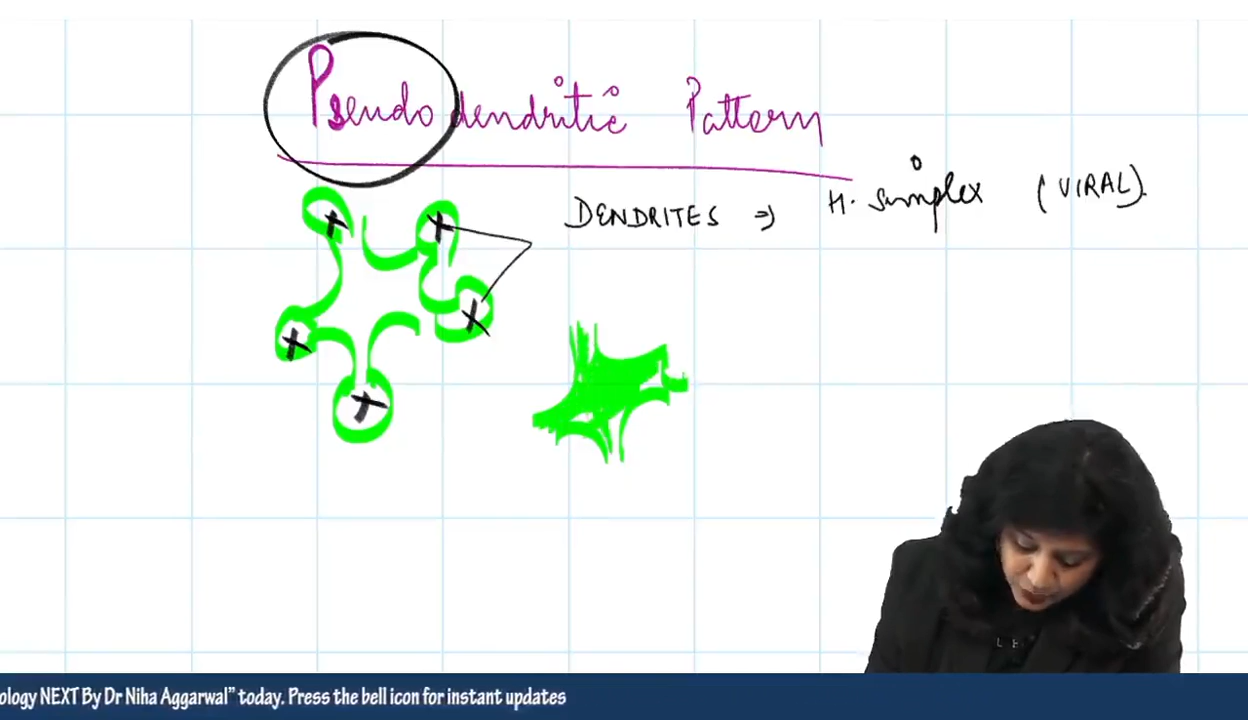 Pseudodendritic Pattern
DENDRITES ⇒ H. simplex (VIRAL).
ology NEXT By Dr Niha Aggarwal” today. Press the bell icon for instant updates